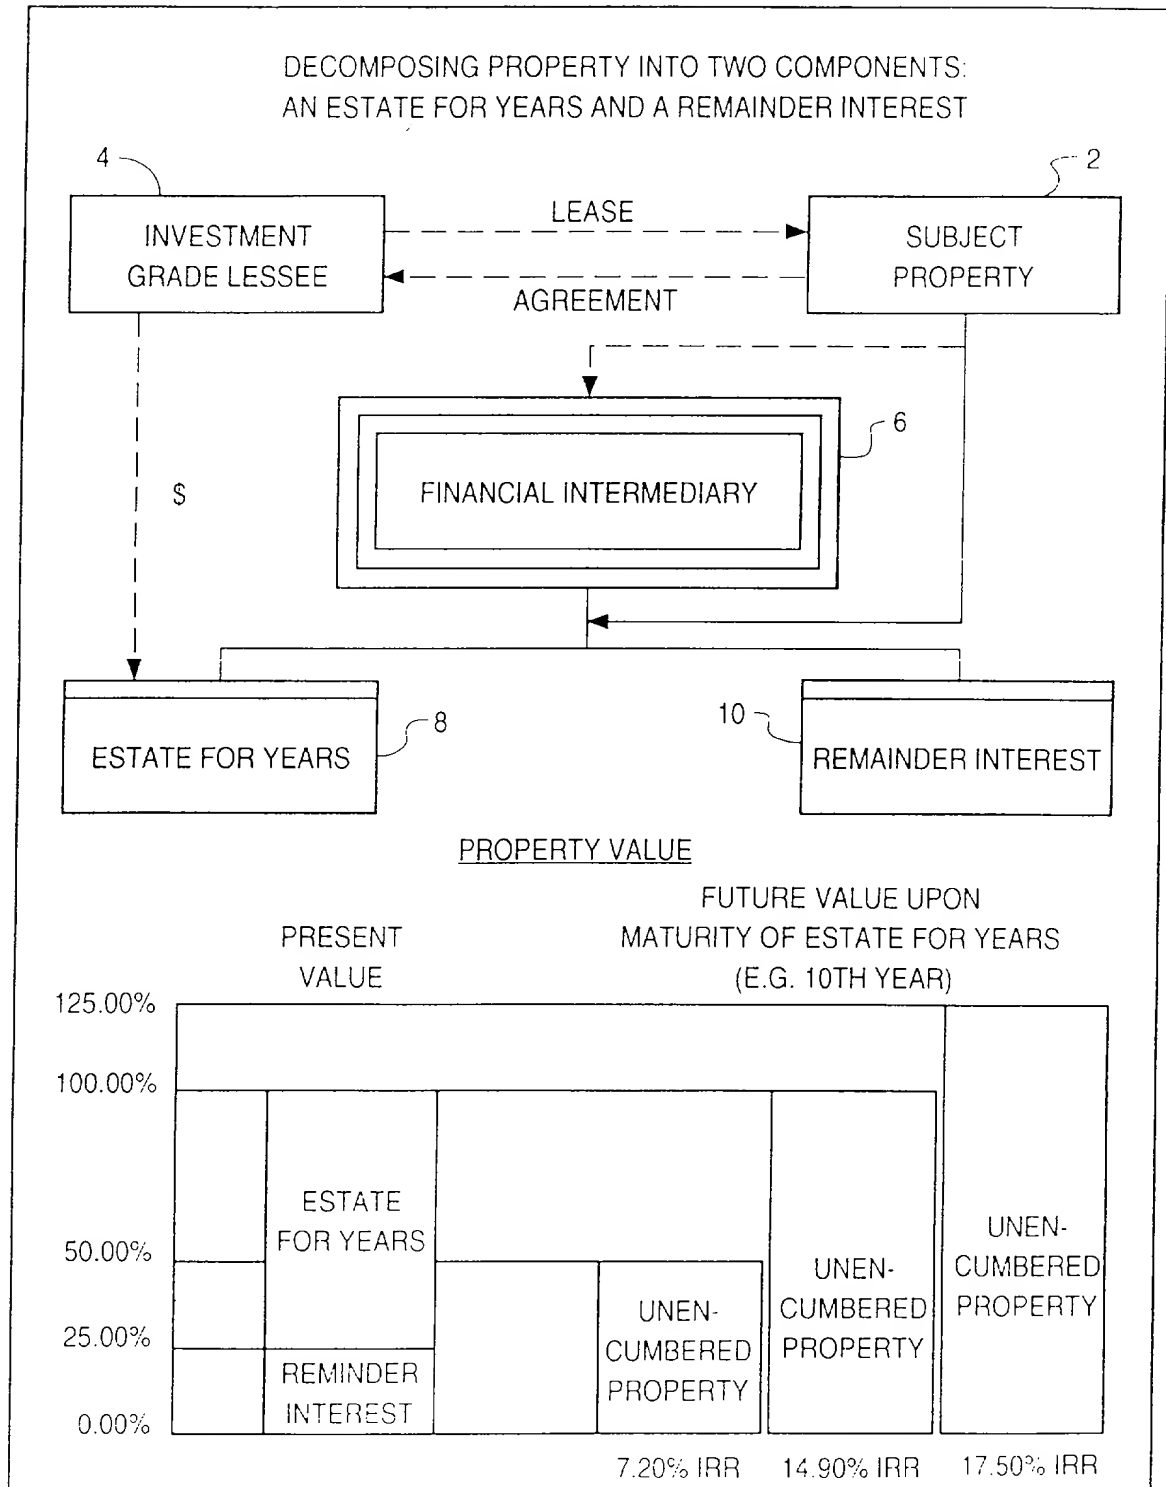 DECOMPOSING PROPERTY INTO TWO COMPONENTS:
AN ESTATE FOR YEARS AND A REMAINDER INTEREST
4
2
INVESTMENT
GRADE LESSEE
LEASE
AGREEMENT
SUBJECT
PROPERTY
$
6
FINANCIAL INTERMEDIARY
8
10
ESTATE FOR YEARS
REMAINDER INTEREST
PROPERTY VALUE
PRESENT
VALUE
FUTURE VALUE UPON
MATURITY OF ESTATE FOR YEARS
(E.G. 10TH YEAR)
125.00%
100.00%
50.00%
25.00%
0.00%
ESTATE
FOR YEARS
REMINDER
INTEREST
UNEN-
CUMBERED
PROPERTY
UNEN-
CUMBERED
PROPERTY
UNEN-
CUMBERED
PROPERTY
7.20% IRR
14.90% IRR
17.50% IRR